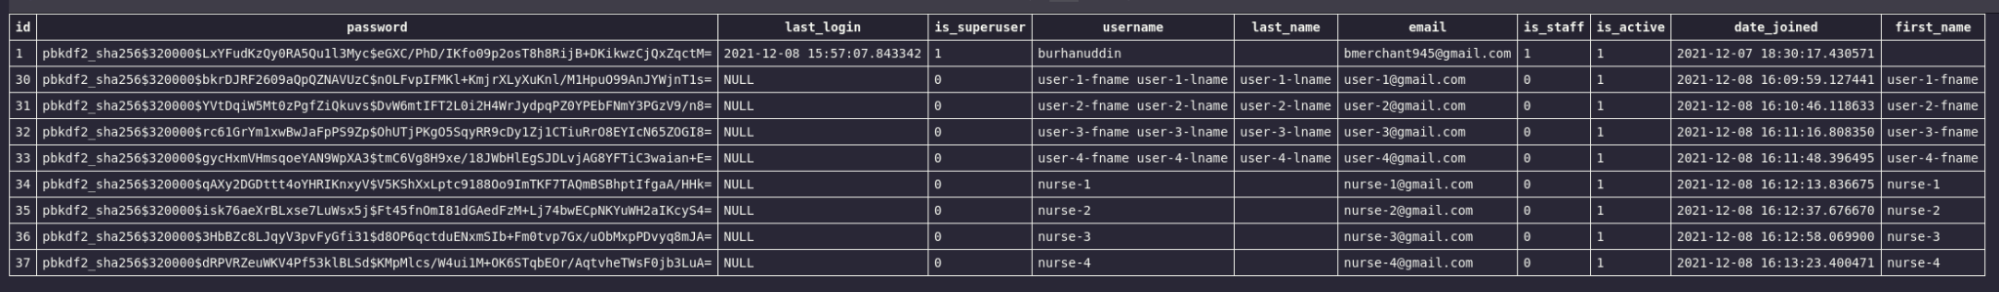 id password last_login is_superuser username last_name email is_staff is_active date_joined first_name
1 pbkdf2_sha256$320000$LxYFudKzQy0RA5Qu1l3Myc$eGXC/PhD/IKfo09p2osT8h8RijB+DKikwzCjQxZqctM= 2021-12-08 15:57:07.843342 1 burhanuddin bmerchant945@gmail.com 1 1 2021-12-07 18:30:17.430571
30 pbkdf2_sha256$320000$bkrDJRF2609aQpQZNAVUzC$nOLFvpIFMKl+KmjrXLyXuKnl/M1HpuO99AnJYWjnT1s= NULL 0 user-1-fname user-1-lname user-1-lname user-1@gmail.com 0 1 2021-12-08 16:09:59.127441 user-1-fname
31 pbkdf2_sha256$320000$YVtDqiW5Mt0zPgfZiQkuvs$DvW6mtIFT2L0i2H4WrJydpqPZ0YPEbFNmY3PGzV9/n8= NULL 0 user-2-fname user-2-lname user-2-lname user-2@gmail.com 0 1 2021-12-08 16:10:46.118633 user-2-fname
32 pbkdf2_sha256$320000$rc61GrYm1xwBwJaFpPS9Zp$OhUTjPKgO5SqyRR9cDy1Zj1CTiuRrO8EYIcN65ZOGI8= NULL 0 user-3-fname user-3-lname user-3-lname user-3@gmail.com 0 1 2021-12-08 16:11:16.808350 user-3-fname
33 pbkdf2_sha256$320000$gycHxmVHmsqoeYAN9WpXA3$tmC6Vg8H9xe/18JWbHlEgSJDLvjAG8YFTiC3waian+E= NULL 0 user-4-fname user-4-lname user-4-lname user-4@gmail.com 0 1 2021-12-08 16:11:48.396495 user-4-fname
34 pbkdf2_sha256$320000$qAXy2DGDttt4oYHRIKnxyV$V5KShXxLptc9188Oo9ImTKF7TAQmBSBhptIfgaA/HHk= NULL 0 nurse-1 nurse-1@gmail.com 0 1 2021-12-08 16:12:13.836675 nurse-1
35 pbkdf2_sha256$320000$isk76aeXrBLxse7LuWsx5j$Ft45fnOmI81dGAedFzM+Lj74bwECpNKYuWH2aIKcyS4= NULL 0 nurse-2 nurse-2@gmail.com 0 1 2021-12-08 16:12:37.676670 nurse-2
36 pbkdf2_sha256$320000$3HbBZc8LJqyV3pvFyGfi31$d8OP6qctduENxmSIb+Fm0tvp7Gx/uObMxpPDvyq8mJA= NULL 0 nurse-3 nurse-3@gmail.com 0 1 2021-12-08 16:12:58.069900 nurse-3
37 pbkdf2_sha256$320000$dRPVRZeuWKV4Pf53klBLSd$KMpMlcs/W4ui1M+OK6STqbEOr/AqtvheTWsF0jb3LuA= NULL 0 nurse-4 nurse-4@gmail.com 0 1 2021-12-08 16:13:23.400471 nurse-4